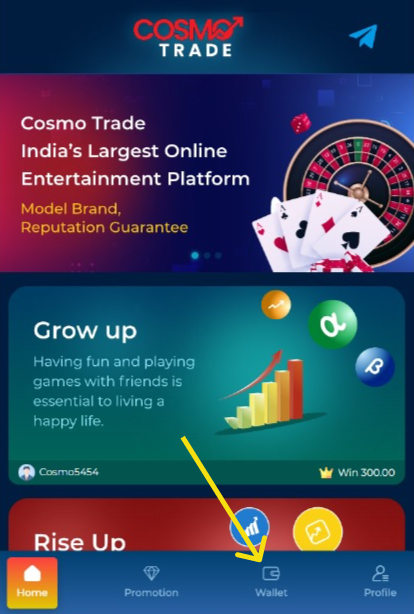 COSMO
TRADE
Cosmo Trade
India's Largest Online
Entertainment Platform
Model Brand,
Reputation Guarantee
Grow up
Having fun and playing
games with friends is
essential to living a
happy life.
Cosmo5454
Win 300.00
Rise Up
Home
Promotion
Wallet
Profile